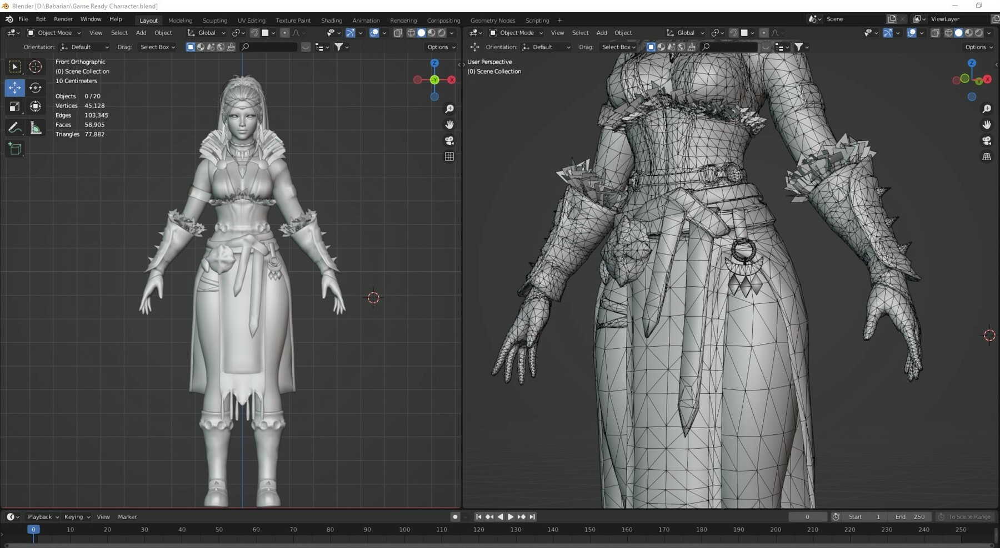 Blender [D:\Babarian\Game Ready Charracter.blend]
File Edit Render Window Help Layout Modeling Sculpting UV Editing Texture Paint Shading Animation Rendering Compositing Geometry Nodes Scripting + Scene ViewLayer
Object Mode View Select Add Object Global
Object Mode View Select Add Object Global
Orientation: Default Drag: Select Box Options
Orientation: Default Drag: Select Box Options
Front Orthographic
(0) Scene Collection
10 Centimeters
Objects 0 / 20
Vertices 45,128
Edges 103,345
Faces 58,905
Triangles 77,882
Z
-Y X
User Perspective
(0) Scene Collection
Z
Y X
Playback Keying View Marker 0 Start 1 End 250 To Scene Range
0 10 20 30 40 50 60 70 80 90 100 110 120 130 140 150 160 170 180 190 200 210 220 230 240 250